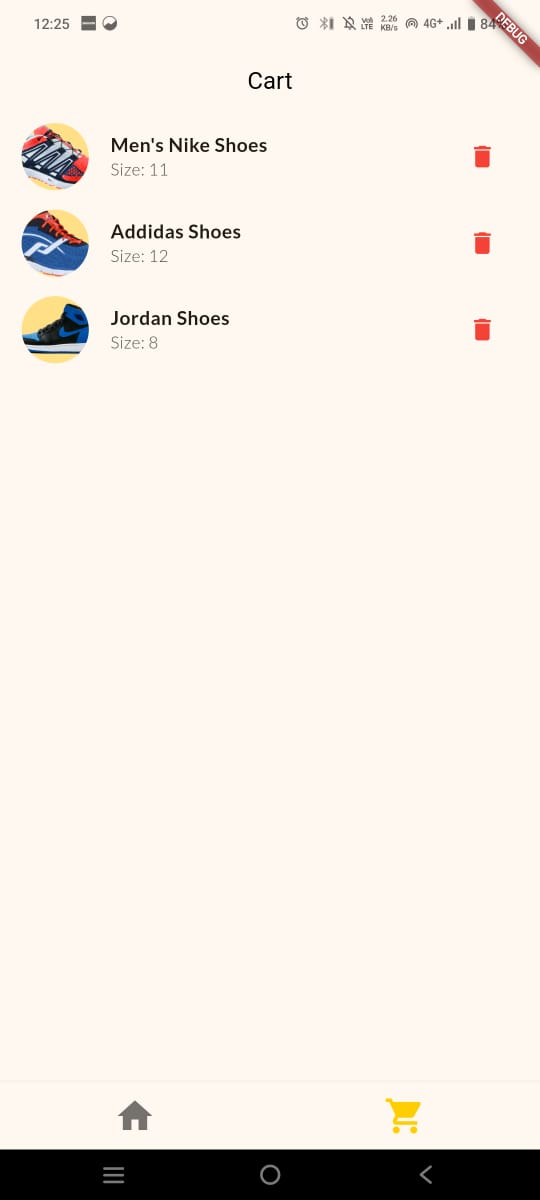 12:25
Vo) LTE 2.26 KB/s 4G+ 84
DEBUG
Cart
Men's Nike Shoes
Size: 11
Addidas Shoes
Size: 12
Jordan Shoes
Size: 8